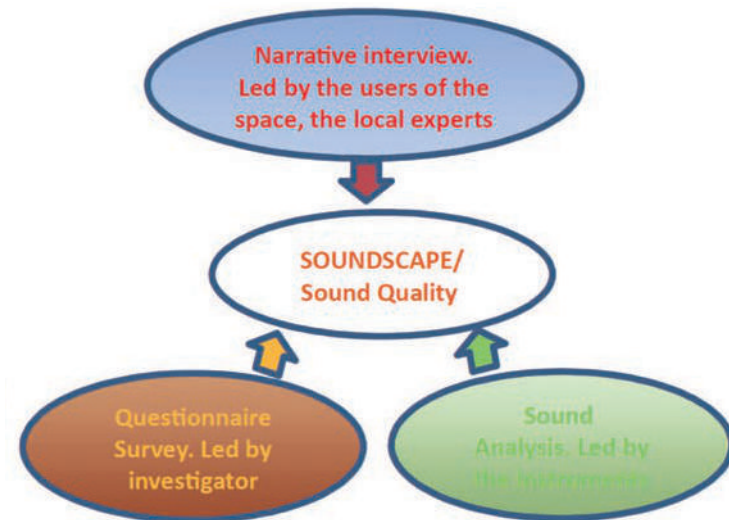 Narrative interview.
Led by the users of the
space, the local experts
SOUNDSCAPE/
Sound Quality
Questionnaire
Survey. Led by
investigator
Sound
Analysis. Led by
the